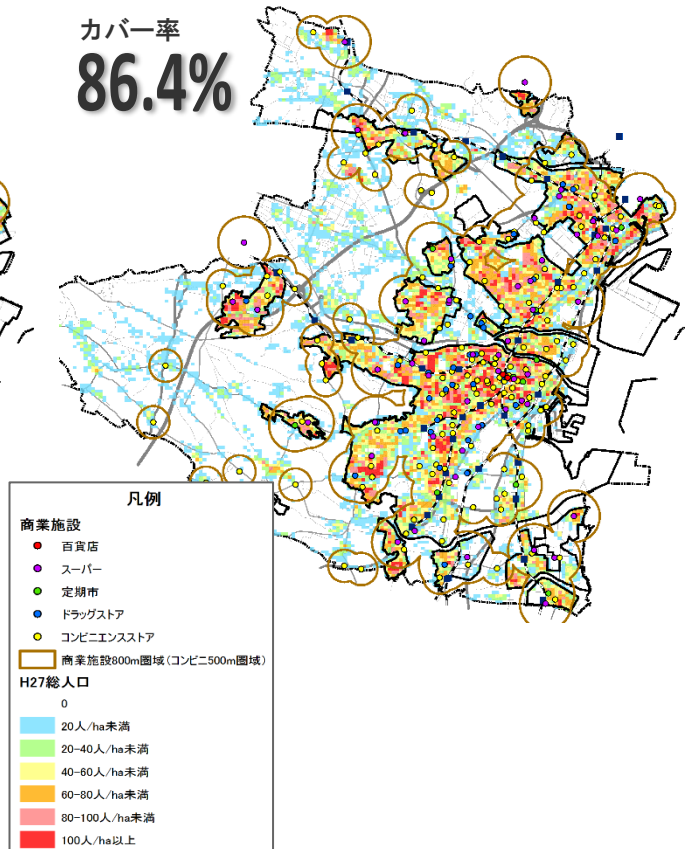 カバー率
86.4%
凡例
商業施設
百貨店
スーパー
定期市
ドラッグストア
コンビニエンスストア
商業施設800m圏域(コンビニ500m圏域)
H27総人口
0
20人/ha未満
20-40人/ha未満
40-60人/ha未満
60-80人/ha未満
80-100人/ha未満
100人/ha以上